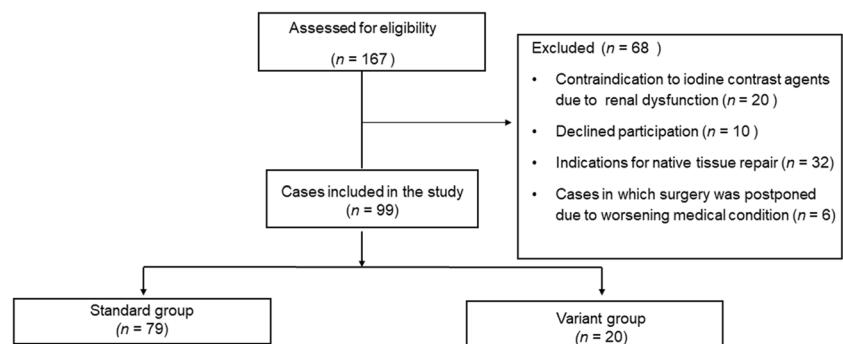 Assessed for eligibility
(n = 167 )
Excluded (n = 68 )
• Contraindication to iodine contrast agents
due to renal dysfunction (n = 20 )
• Declined participation (n = 10 )
• Indications for native tissue repair (n = 32)
• Cases in which surgery was postponed
due to worsening medical condition (n = 6)
Cases included in the study
(n = 99)
Standard group
(n = 79)
Variant group
(n = 20)